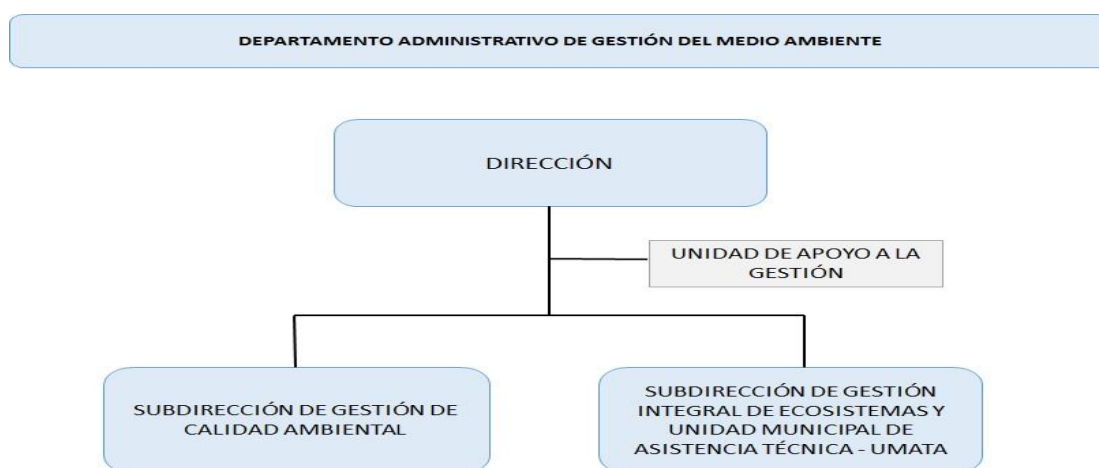 DEPARTAMENTO ADMINISTRATIVO DE GESTIÓN DEL MEDIO AMBIENTE
DIRECCIÓN
UNIDAD DE APOYO A LA
GESTIÓN
SUBDIRECCIÓN DE GESTIÓN DE
CALIDAD AMBIENTAL
SUBDIRECCIÓN DE GESTIÓN
INTEGRAL DE ECOSISTEMAS Y
UNIDAD MUNICIPAL DE
ASISTENCIA TÉCNICA - UMATA